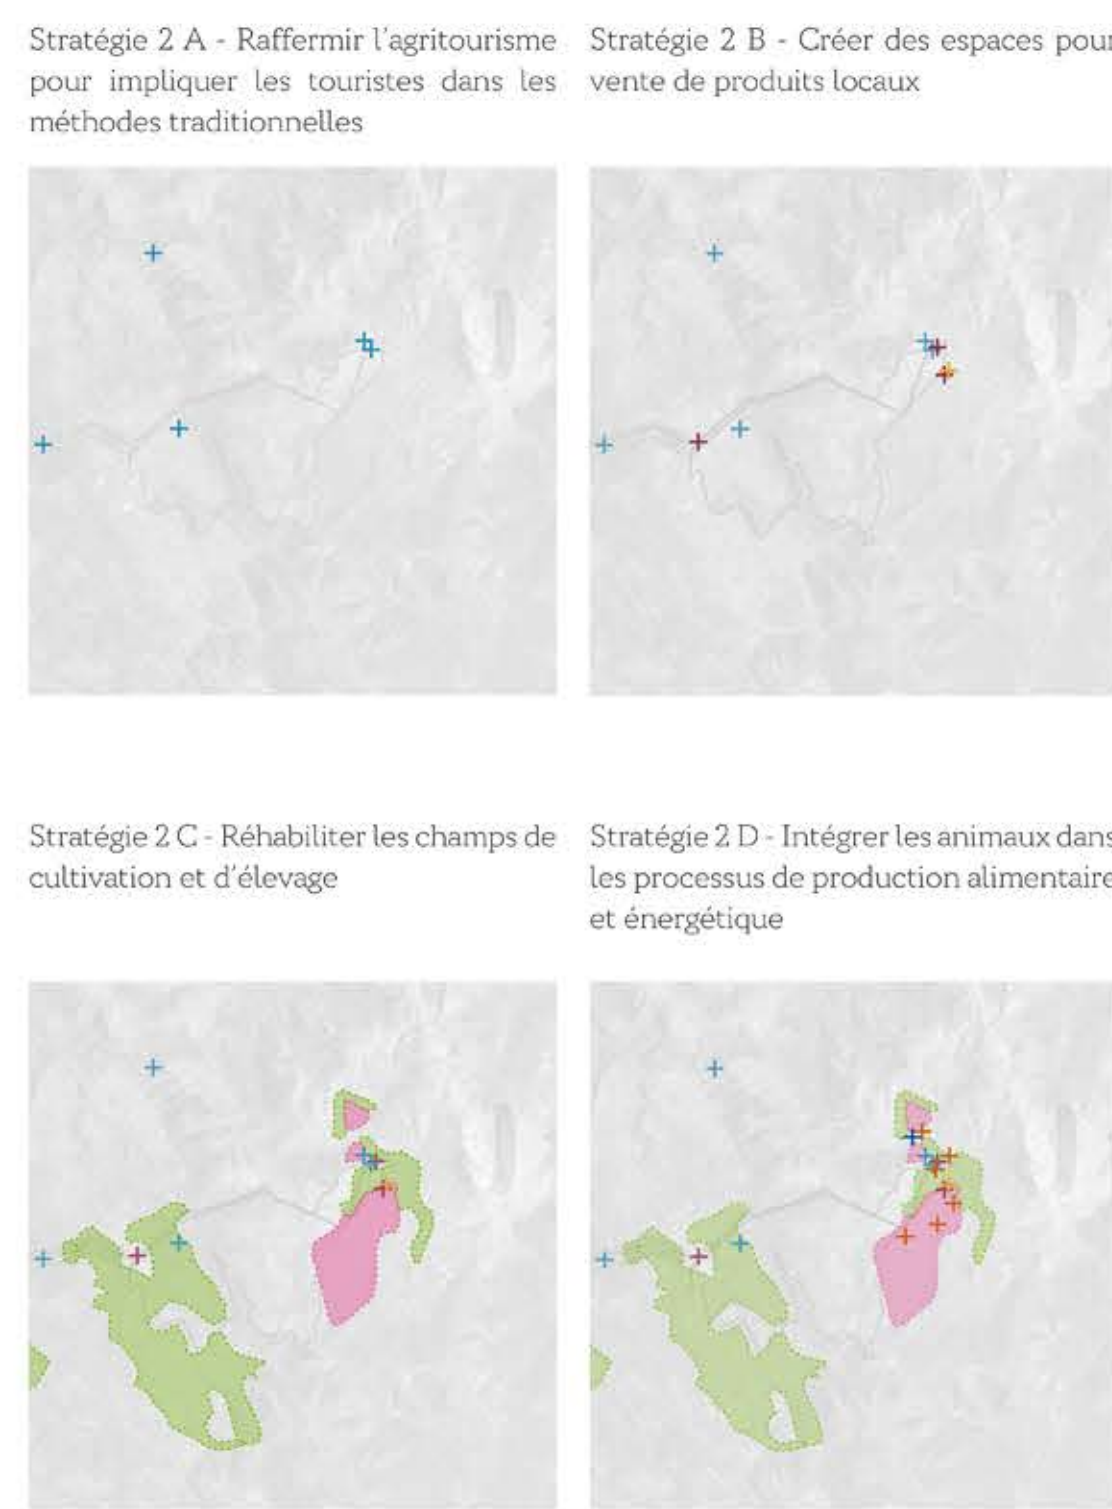 Stratégie 2 A - Raffermir l'agritourisme
pour impliquer les touristes dans les
méthodes traditionnelles
Stratégie 2 B - Créer des espaces pour
vente de produits locaux
Stratégie 2 C - Réhabiliter les champs de
cultivation et d'élevage
Stratégie 2 D - Intégrer les animaux dans
les processus de production alimentaire
et énergétique